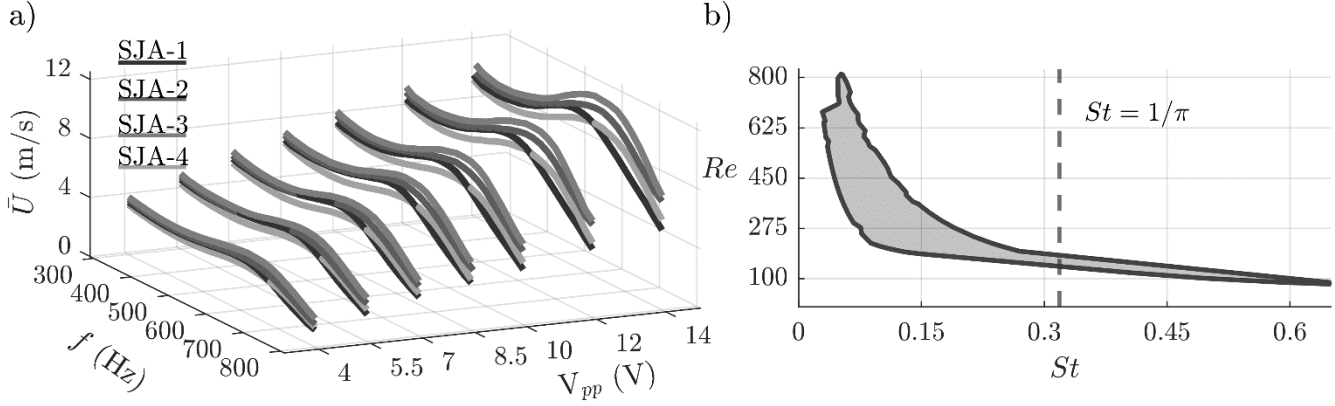 a)
SJA-1
SJA-2
SJA-3
SJA-4
12
8
4
0
Ū (m/s)
300
400
500
600
700
800
f (Hz)
4
5.5
7
8.5
10
12
14
V_pp (V)
b)
800
625
450
275
100
Re
St = 1/π
0
0.15
0.3
0.45
0.6
St